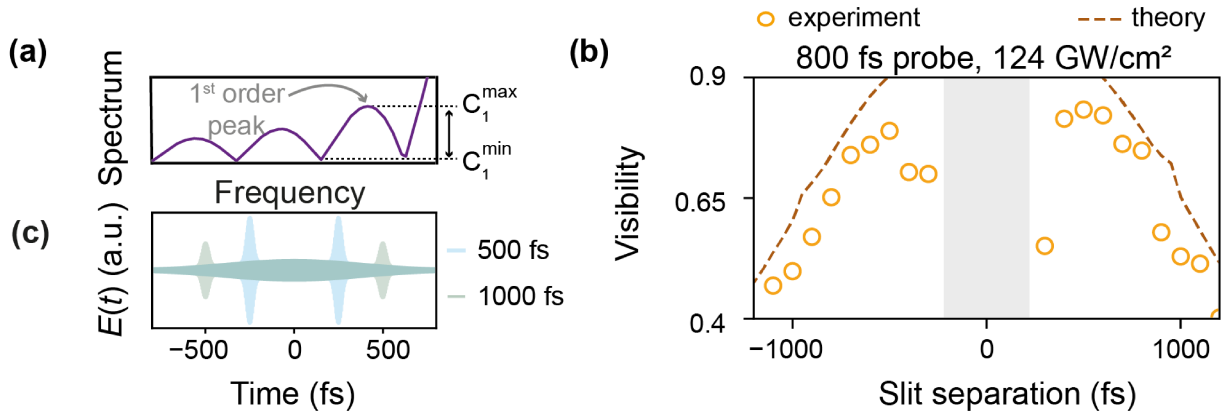 (a)
Spectrum
1st order
peak
C1max
C1min
Frequency
(c)
E(t) (a.u.)
500 fs
1000 fs
−500 0 500
Time (fs)
experiment theory
(b)
800 fs probe, 124 GW/cm²
Visibility
0.9
0.65
0.4
−1000 0 1000
Slit separation (fs)